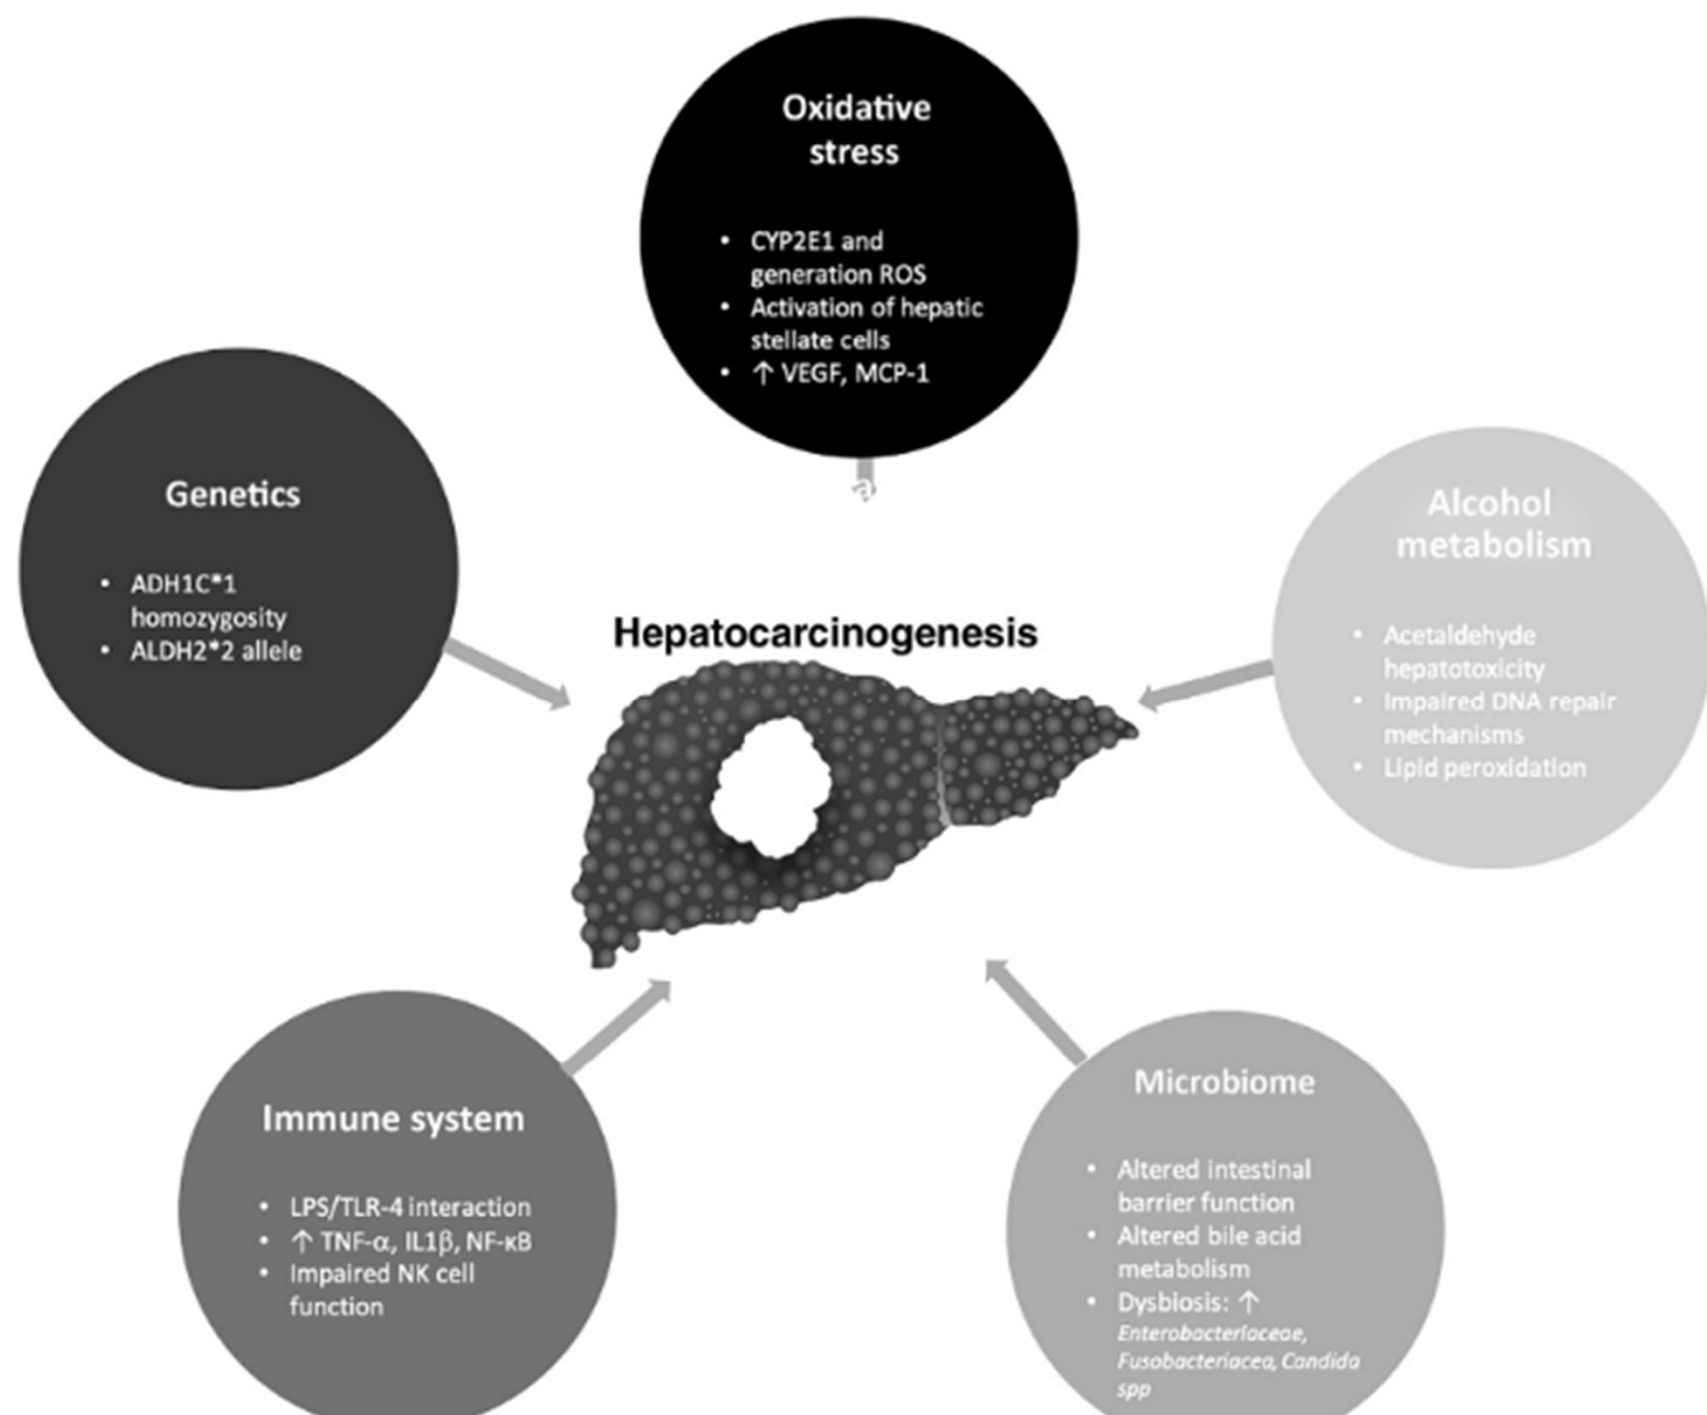 Oxidative
stress
• CYP2E1 and
generation ROS
• Activation of hepatic
stellate cells
• ↑ VEGF, MCP-1
a
Genetics
• ADH1C*1
homozygosity
• ALDH2*2 allele
Alcohol
metabolism
• Acetaldehyde
hepatotoxicity
• Impaired DNA repair
mechanisms
• Lipid peroxidation
Hepatocarcinogenesis
Immune system
• LPS/TLR-4 interaction
• ↑ TNF-α, IL1β, NF-κB
• Impaired NK cell
function
Microbiome
• Altered intestinal
barrier function
• Altered bile acid
metabolism
• Dysbiosis: ↑
Enterobacteriaceae,
Fusobacteriacea, Candida
spp